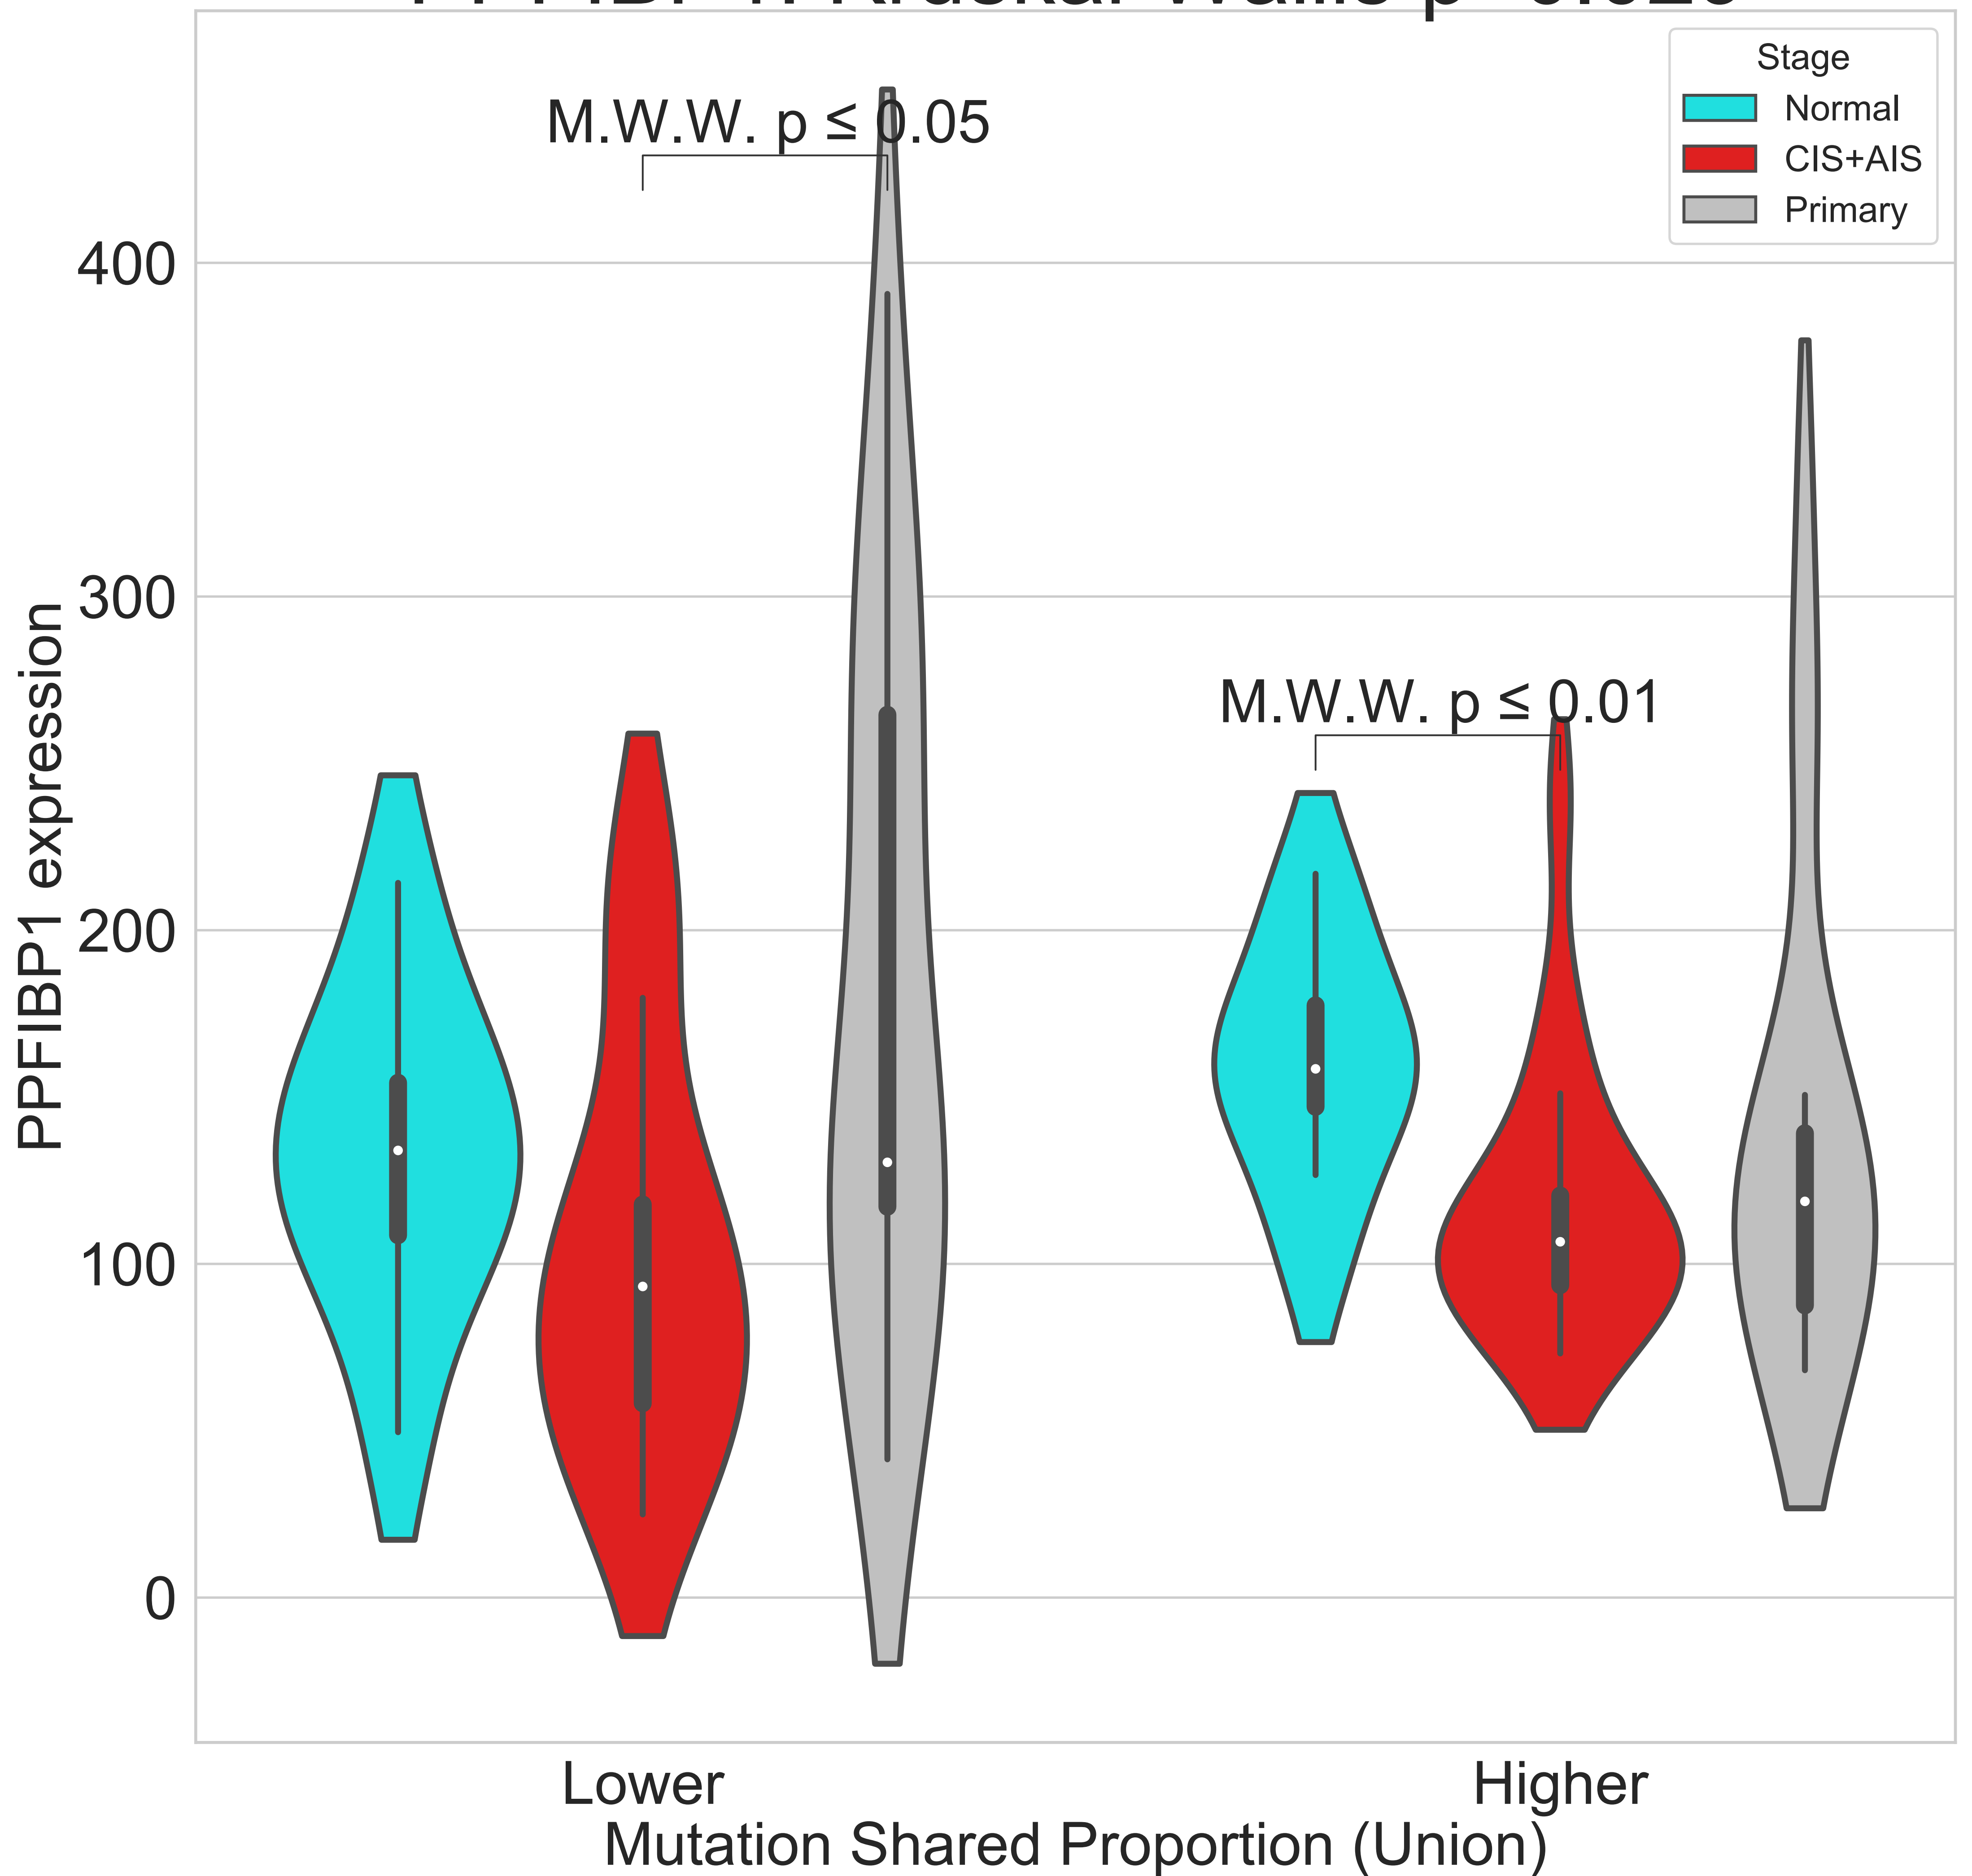 M.W.W. p ≤ 0.05
Stage
Normal
CIS+AIS
Primary
400
300
M.W.W. p ≤ 0.01
200
100
0
PPFIBP1 expression
Lower
Higher
Mutation Shared Proportion (Union)